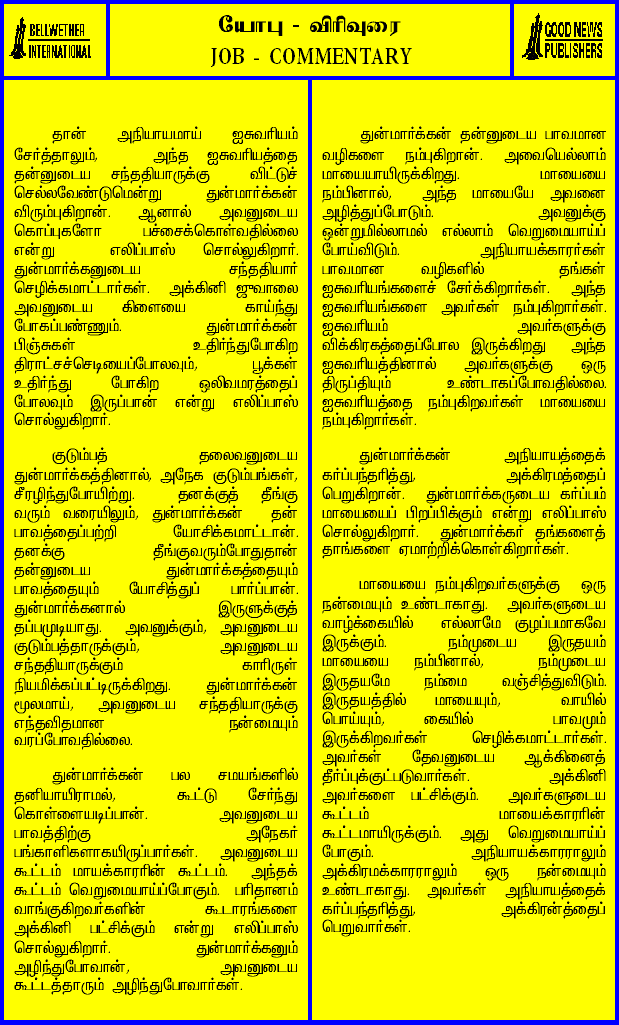 BELLWETHER
INTERNATIONAL
யோபு - விரிவுரை
JOB - COMMENTARY
GOOD NEWS
PUBLISHERS
தான் அநியாயமாய் ஐசுவரியம்
சேர்த்தாலும், அந்த ஐசுவரியத்தை
தன்னுடைய சந்ததியாருக்கு விட்டுச்
செல்லவேண்டுமென்று துன்மார்க்கன்
விரும்புகிறான். ஆனால் அவனுடைய
கொப்புகளோ பச்சைக்கொள்வதில்லை
என்று எலிப்பாஸ் சொல்லுகிறார்.
துன்மார்க்கனுடைய சந்ததியார்
செழிக்கமாட்டார்கள். அக்கினி ஜுவாலை
அவனுடைய கிளையை காய்ந்து
போகப்பண்ணும். துன்மார்க்கன்
பிஞ்சுகள் உதிர்ந்துபோகிற
திராட்சச்செடியைப்போலவும், பூக்கள்
உதிர்ந்து போகிற ஒலிவமரத்தைப்
போலவும் இருப்பான் என்று எலிப்பாஸ்
சொல்லுகிறார்.
குடும்பத் தலைவனுடைய
துன்மார்க்கத்தினால், அநேக குடும்பங்கள்,
சீரழிந்துபோயிற்று. தனக்குத் தீங்கு
வரும் வரையிலும், துன்மார்க்கன் தன்
பாவத்தைப்பற்றி யோசிக்கமாட்டான்.
தனக்கு தீங்குவரும்போதுதான்
தன்னுடைய துன்மார்க்கத்தையும்
பாவத்தையும் யோசித்துப் பார்ப்பான்.
துன்மார்க்கனால் இருளுக்குத்
தப்பமுடியாது. அவனுக்கும், அவனுடைய
குடும்பத்தாருக்கும், அவனுடைய
சந்ததியாருக்கும் காரிருள்
நியமிக்கப்பட்டிருக்கிறது. துன்மார்க்கன்
மூலமாய், அவனுடைய சந்ததியாருக்கு
எந்தவிதமான நன்மையும்
வரப்போவதில்லை.
துன்மார்க்கன் பல சமயங்களில்
தனியாயிராமல், கூட்டு சேர்ந்து
கொள்ளையடிப்பான். அவனுடைய
பாவத்திற்கு அநேகர்
பங்காளிகளாகயிருப்பார்கள். அவனுடைய
கூட்டம் மாயக்காரரின் கூட்டம். அந்தக்
கூட்டம் வெறுமையாய்ப்போகும். பரிதானம்
வாங்குகிறவர்களின் கூடாரங்களை
அக்கினி பட்சிக்கும் என்று எலிப்பாஸ்
சொல்லுகிறார். துன்மார்க்கனும்
அழிந்துபோவான், அவனுடைய
கூட்டத்தாரும் அழிந்துபோவார்கள்.
துன்மார்க்கன் தன்னுடைய பாவமான
வழிகளை நம்புகிறான். அவையெல்லாம்
மாயையாயிருக்கிறது. மாயையை
நம்பினால், அந்த மாயையே அவனை
அழித்துப்போடும். அவனுக்கு
ஒன்றுமில்லாமல் எல்லாம் வெறுமையாய்ப்
போய்விடும். அநியாயக்காரர்கள்
பாவமான வழிகளில் தங்கள்
ஐசுவரியங்களைச் சேர்க்கிறார்கள். அந்த
ஐசுவரியங்களை அவர்கள் நம்புகிறார்கள்.
ஐசுவரியம் அவர்களுக்கு
விக்கிரகத்தைப்போல இருக்கிறது அந்த
ஐசுவரியத்தினால் அவர்களுக்கு ஒரு
திருப்தியும் உண்டாகப்போவதில்லை.
ஐசுவரியத்தை நம்புகிறவர்கள் மாயையை
நம்புகிறார்கள்.
துன்மார்க்கன் அநியாயத்தைக்
கர்ப்பந்தரித்து, அக்கிரமத்தைப்
பெறுகிறான். துன்மார்க்கருடைய கர்ப்பம்
மாயையைப் பிறப்பிக்கும் என்று எலிப்பாஸ்
சொல்லுகிறார். துன்மார்க்கர் தங்களைத்
தாங்களை ஏமாற்றிக்கொள்கிறார்கள்.
மாயையை நம்புகிறவர்களுக்கு ஒரு
நன்மையும் உண்டாகாது. அவர்களுடைய
வாழ்க்கையில் எல்லாமே குழப்பமாகவே
இருக்கும். நம்முடைய இருதயம்
மாயையை நம்பினால், நம்முடைய
இருதயமே நம்மை வஞ்சித்துவிடும்.
இருதயத்தில் மாயையும், வாயில்
பொய்யும், கையில் பாவமும்
இருக்கிறவர்கள் செழிக்கமாட்டார்கள்.
அவர்கள் தேவனுடைய ஆக்கினைத்
தீர்ப்புக்குட்படுவார்கள். அக்கினி
அவர்களை பட்சிக்கும். அவர்களுடைய
கூட்டம் மாயைக்காரரின்
கூட்டமாயிருக்கும். அது வெறுமையாய்ப்
போகும். அநியாயக்காரராலும்
அக்கிரமக்காரராலும் ஒரு நன்மையும்
உண்டாகாது. அவர்கள் அநியாயத்தைக்
கர்ப்பந்தரித்து, அக்கிரன்த்தைப்
பெறுவார்கள்.